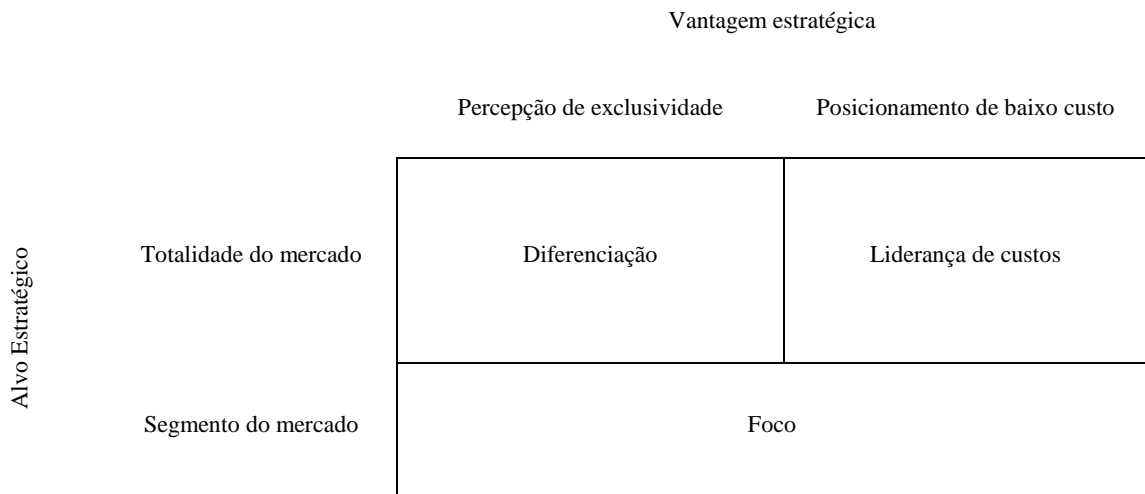 Vantagem estratégica
Percepção de exclusividade
Posicionamento de baixo custo
Alvo Estratégico
Totalidade do mercado
Diferenciação
Liderança de custos
Segmento do mercado
Foco